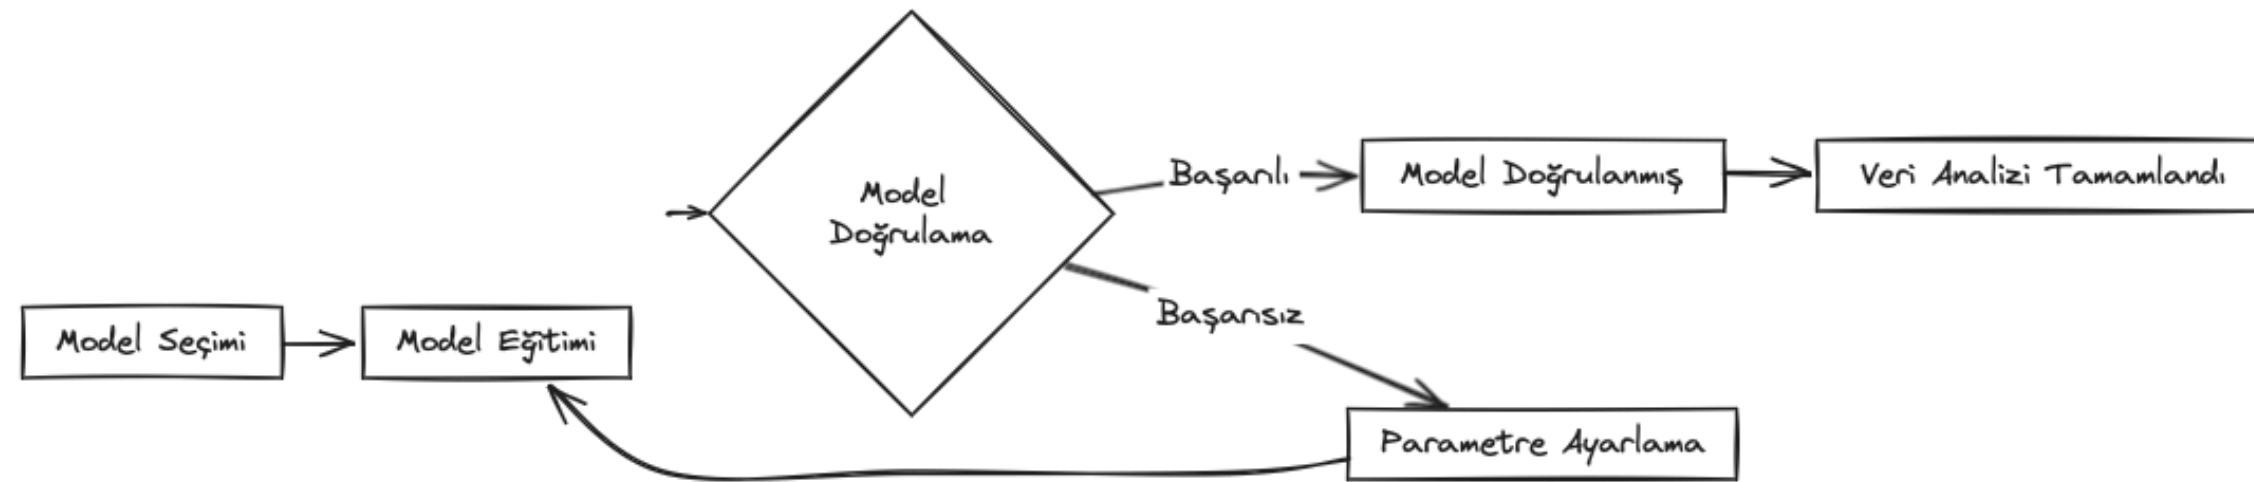 Model Seçimi
Model Eğitimi
Model
Doğrulama
Başarılı
Model Doğrulanmış
Veri Analizi Tamamlandı
Başarısız
Parametre Ayarlama